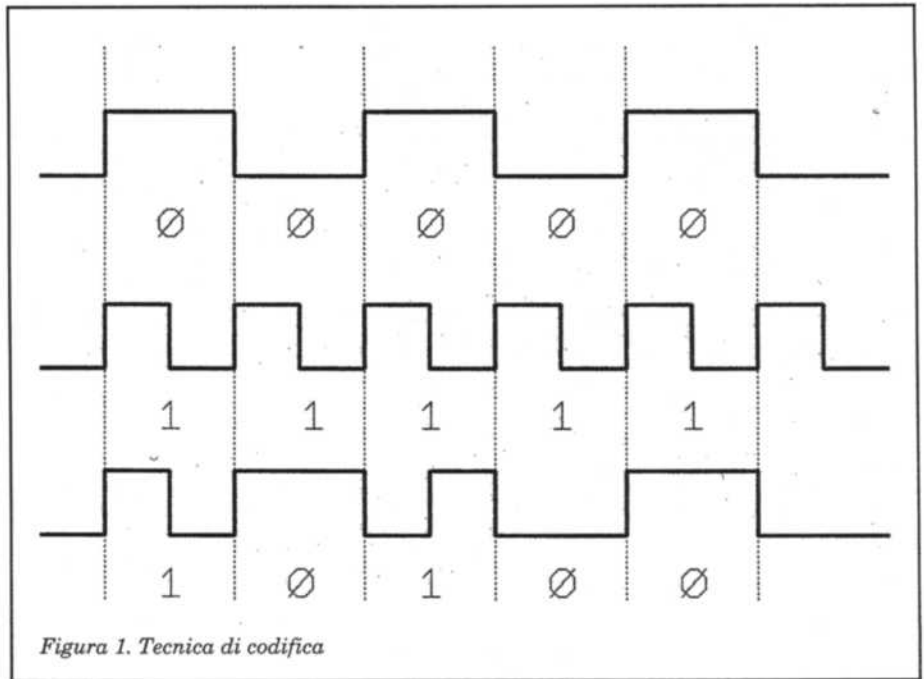 Ø Ø Ø Ø Ø
1 1 1 1 1
1 Ø 1 Ø Ø
Figura 1. Tecnica di codifica